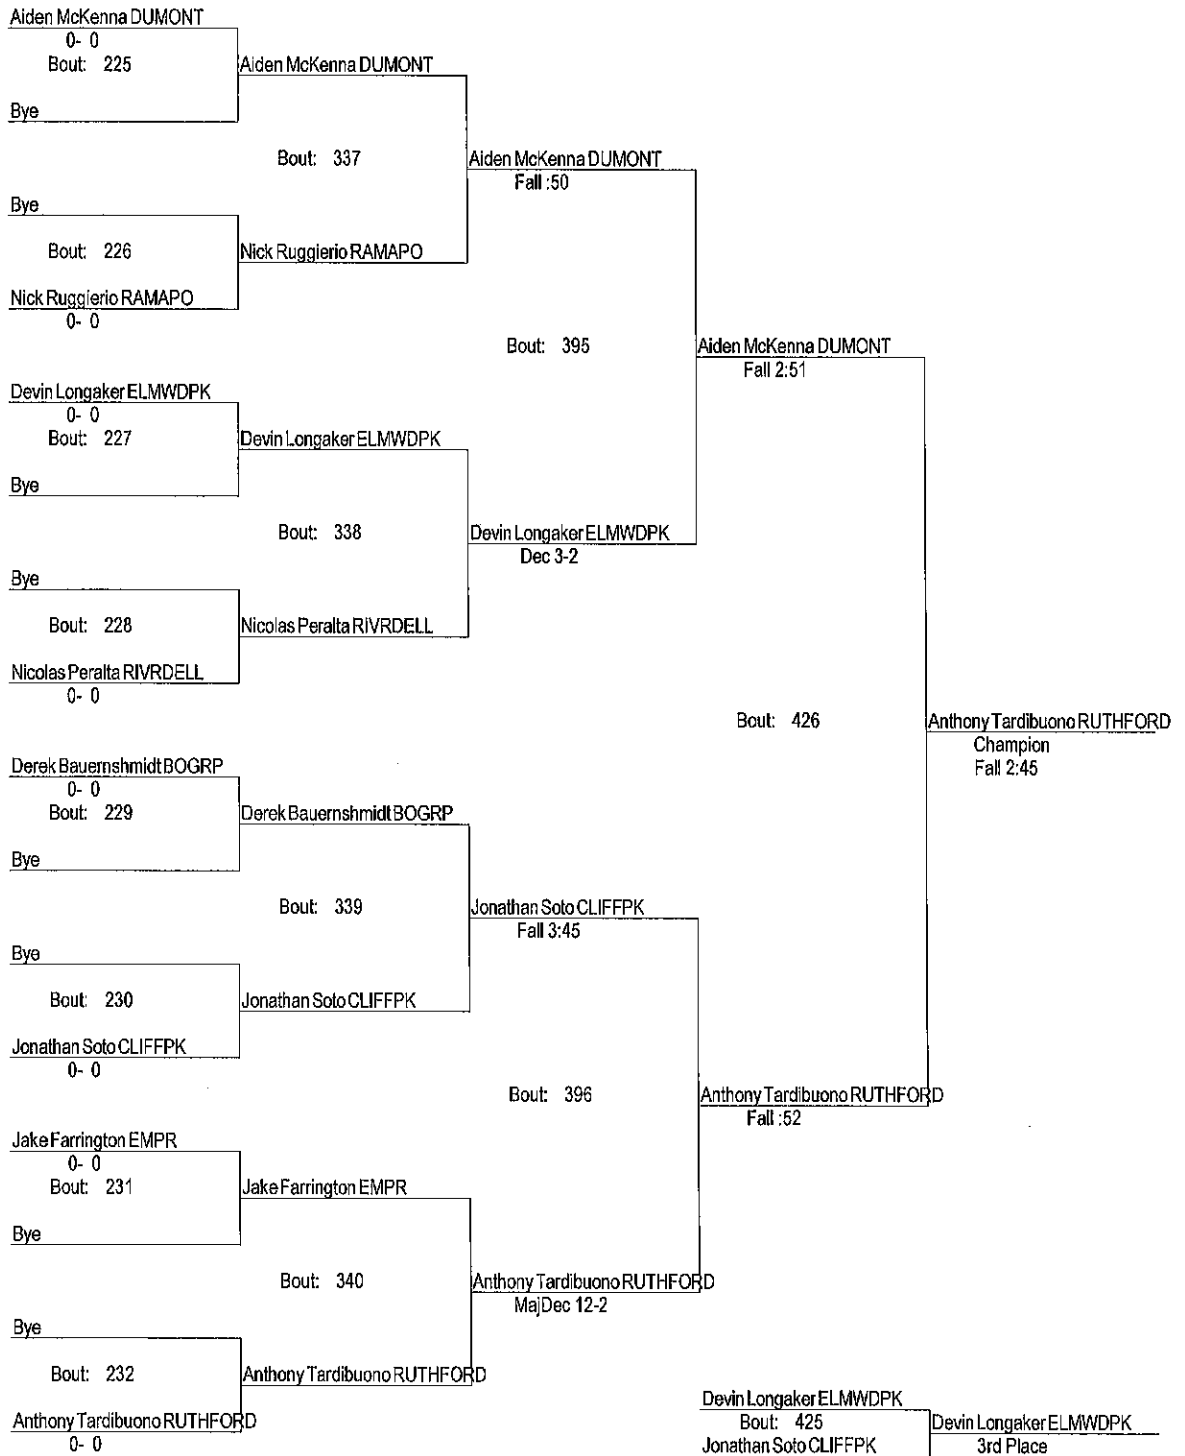 Aiden McKenna DUMONT
0- 0
Bout: 225
Aiden McKenna DUMONT
Bye
Bout: 337
Aiden McKenna DUMONT
Fall :50
Bye
Bout: 226
Nick Ruggierio RAMAPO
Nick Ruggierio RAMAPO
0- 0
Bout: 395
Aiden McKenna DUMONT
Fall 2:51
Devin Longaker ELMWDPK
0- 0
Bout: 227
Devin Longaker ELMWDPK
Bye
Bout: 338
Devin Longaker ELMWDPK
Dec 3-2
Bye
Bout: 228
Nicolas Peralta RIVRDELL
Nicolas Peralta RIVRDELL
0- 0
Bout: 426
Anthony Tardibuono RUTHFORD
Champion
Fall 2:45
Derek Bauernshmidt BOGRP
0- 0
Bout: 229
Derek Bauernshmidt BOGRP
Bye
Bout: 339
Jonathan Soto CLIFFPK
Fall 3:45
Bye
Bout: 230
Jonathan Soto CLIFFPK
Jonathan Soto CLIFFPK
0- 0
Bout: 396
Anthony Tardibuono RUTHFORD
Fall :52
Jake Farrington EMPR
0- 0
Bout: 231
Jake Farrington EMPR
Bye
Bout: 340
Anthony Tardibuono RUTHFORD
MajDec 12-2
Bye
Bout: 232
Anthony Tardibuono RUTHFORD
Anthony Tardibuono RUTHFORD
0- 0
Devin Longaker ELMWDPK
Bout: 425
Devin Longaker ELMWDPK
Jonathan Soto CLIFFPK
3rd Place